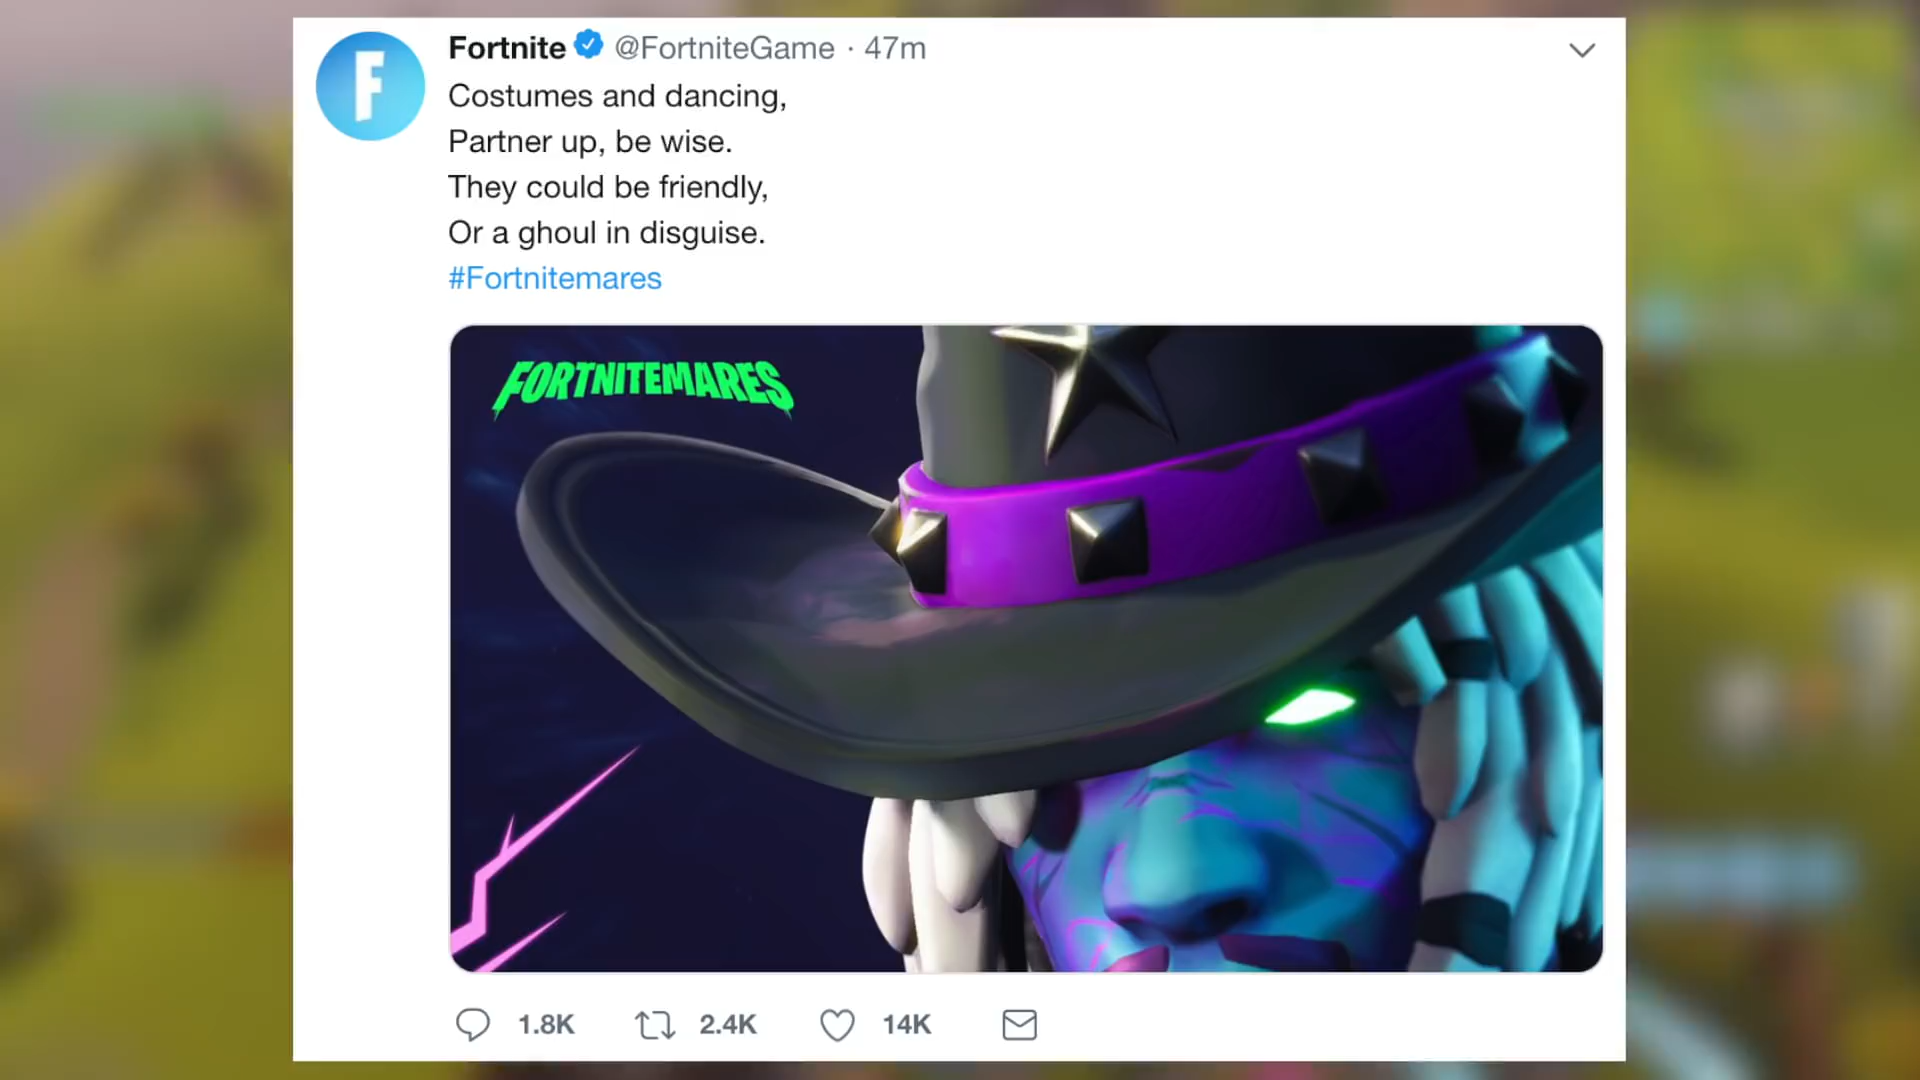 F
Fortnite @FortniteGame · 47m
Costumes and dancing,
Partner up, be wise.
They could be friendly,
Or a ghoul in disguise.
#Fortnitemares
FORTNITEMARES
1.8K 2.4K 14K